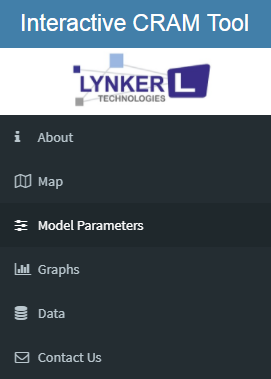 Interactive CRAM Tool
LYNKER L
TECHNOLOGIES
About
Map
Model Parameters
Graphs
Data
Contact Us